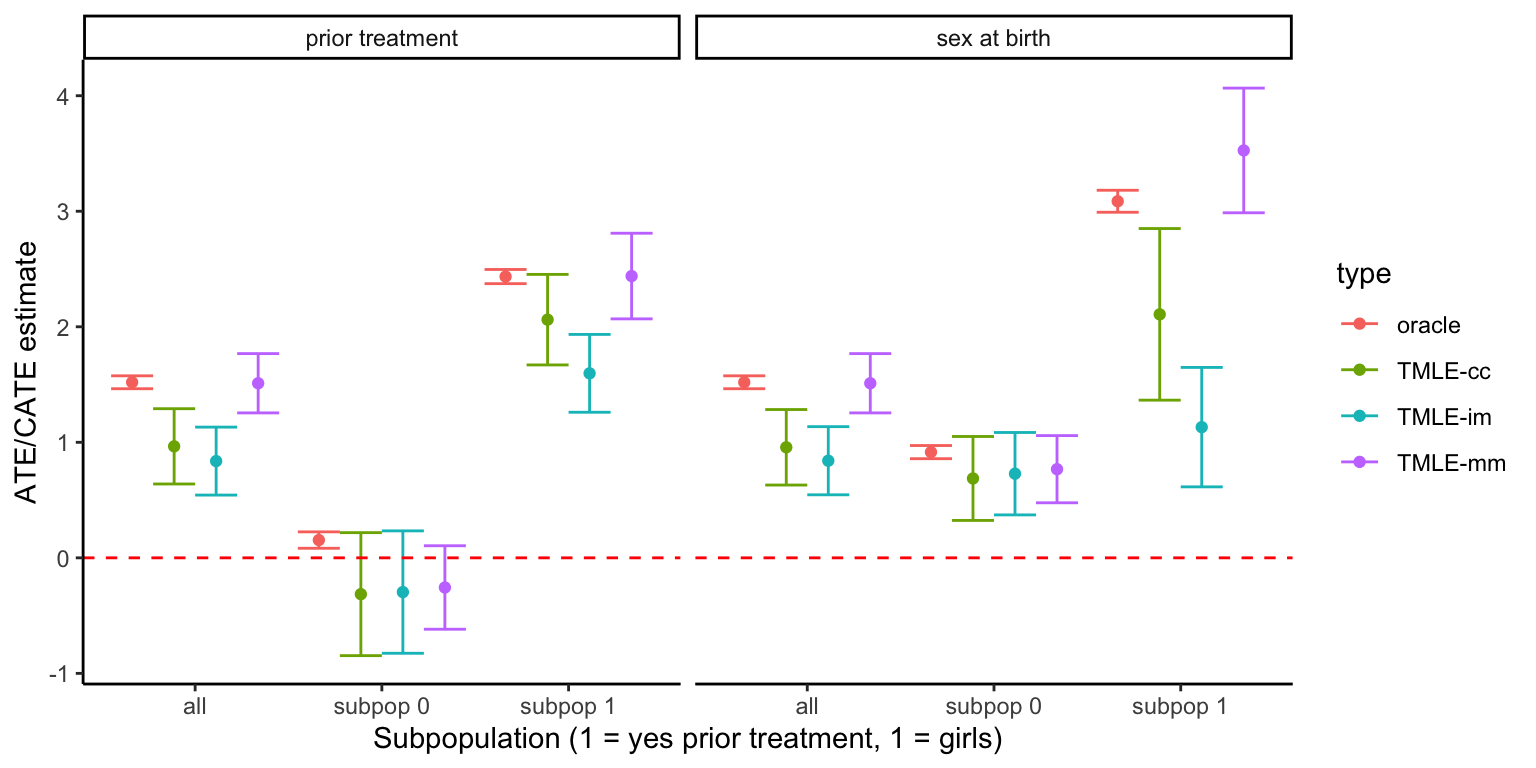 prior treatment
sex at birth
ATE/CATE estimate
4
3
2
1
0
-1
all
subpop 0
subpop 1
all
subpop 0
subpop 1
Subpopulation (1 = yes prior treatment, 1 = girls)
type
oracle
TMLE-cc
TMLE-im
TMLE-mm